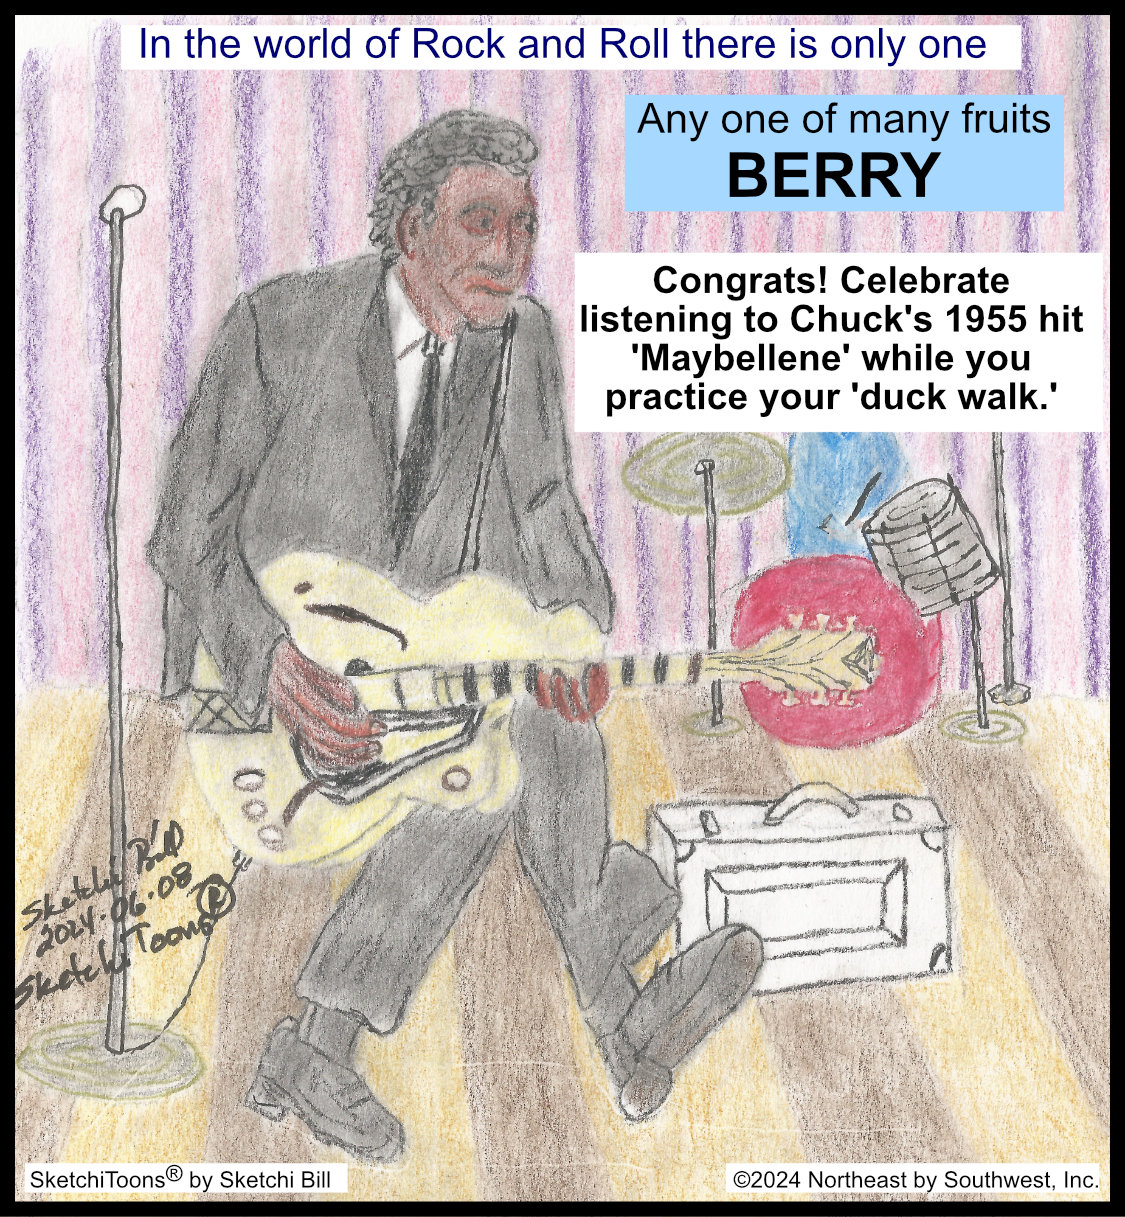 In the world of Rock and Roll there is only one
Any one of many fruits
BERRY
Congrats! Celebrate
listening to Chuck's 1955 hit
'Maybellene' while you
practice your 'duck walk.'
Sketchi Bill
2024.06.08
Sketchi Toons®
SketchiToons® by Sketchi Bill
©2024 Northeast by Southwest, Inc.